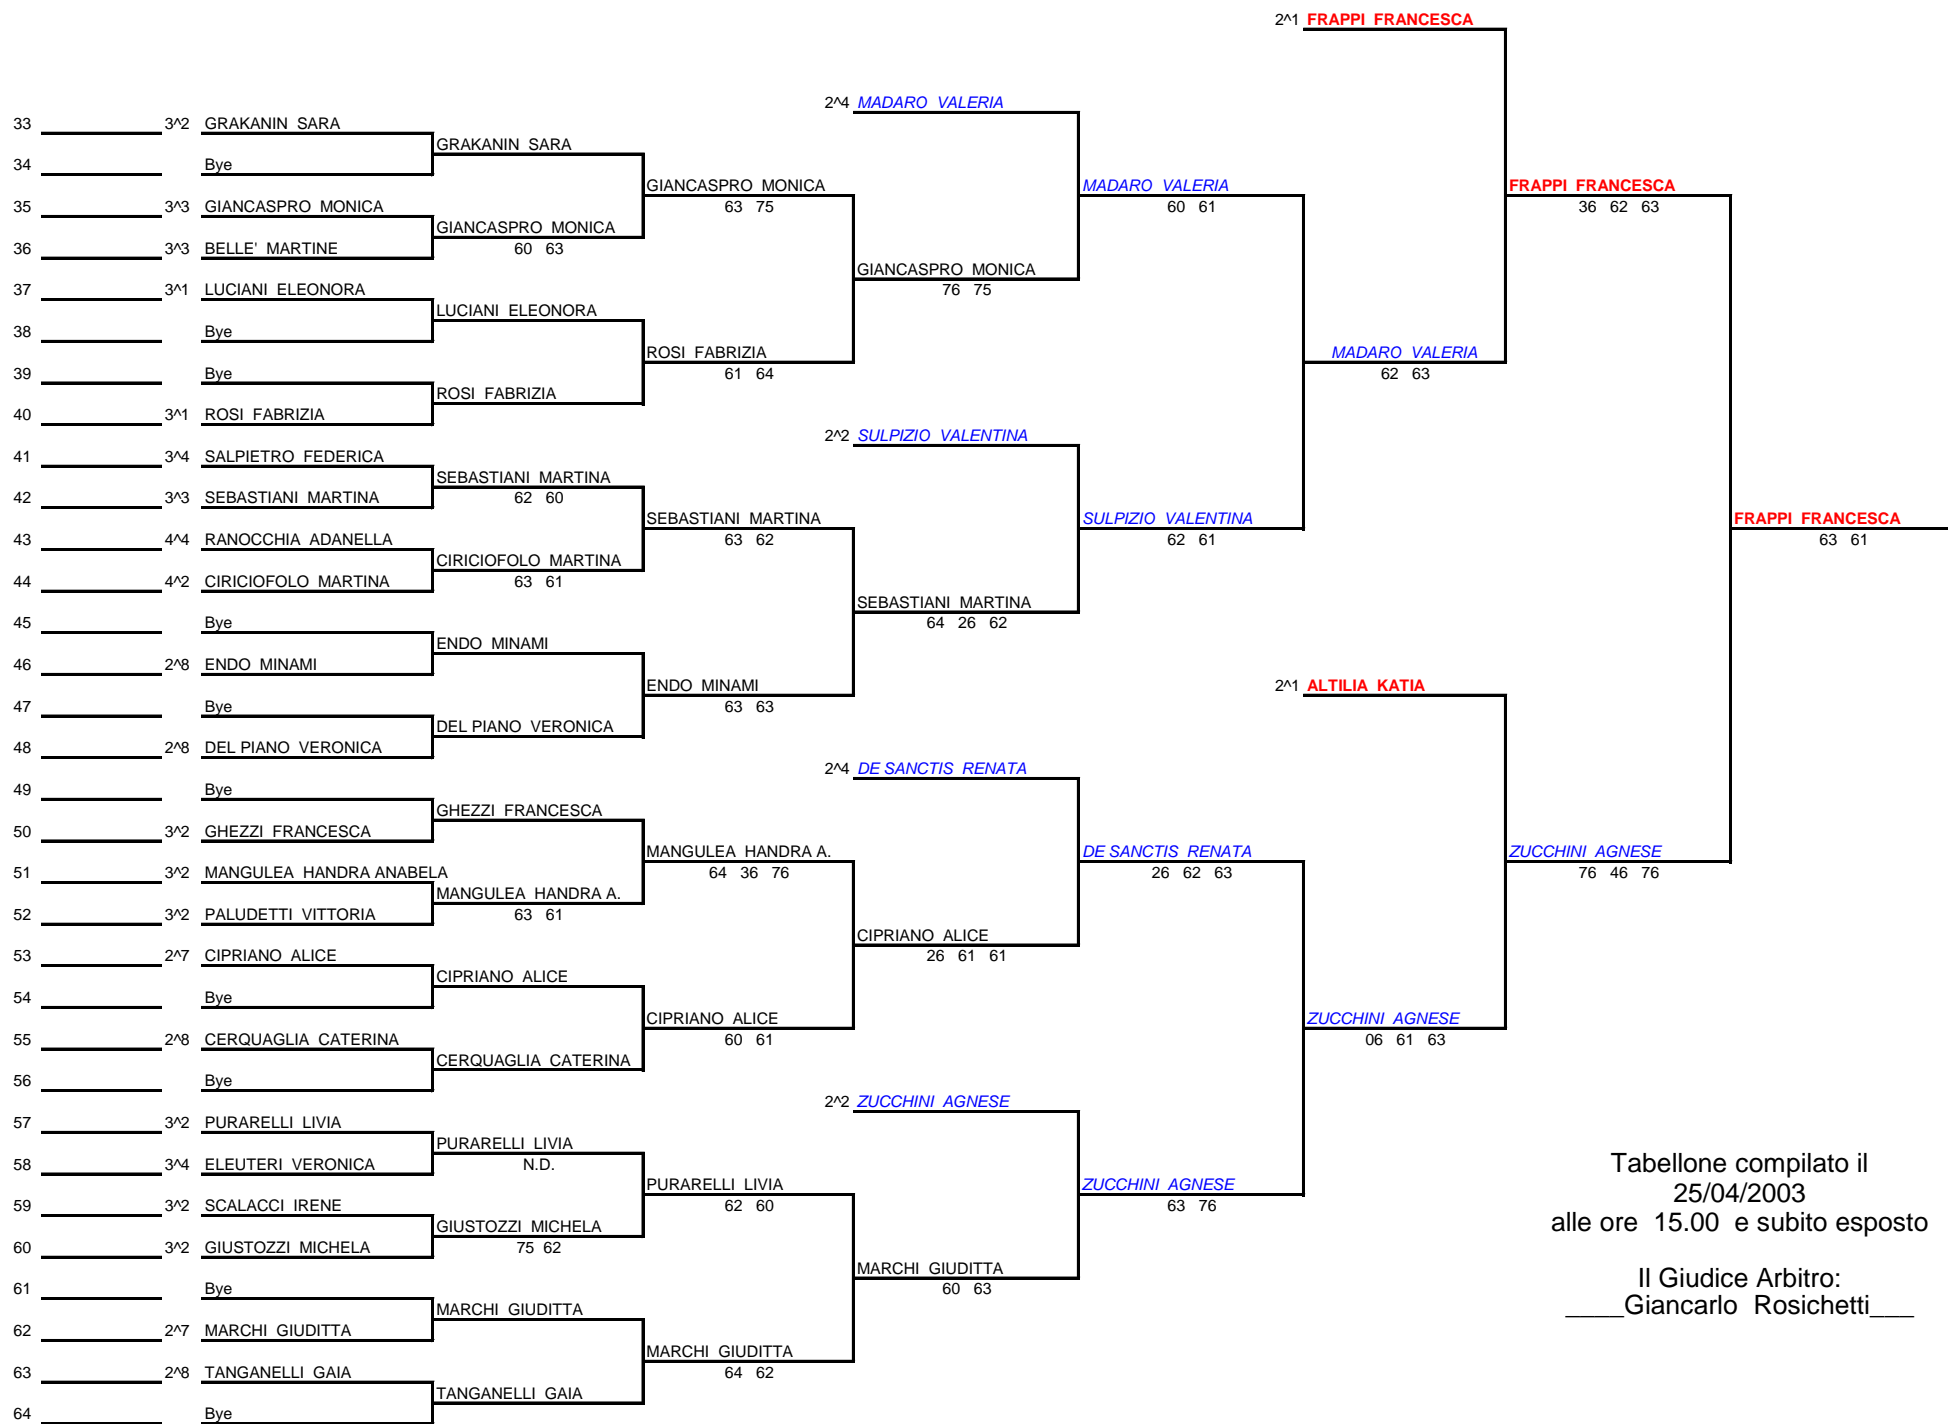 2^1 FRAPPI FRANCESCA
2^4 MADARO VALERIA
33 3^2 GRAKANIN SARA
GRAKANIN SARA
34 Bye
GIANCASPRO MONICA MADARO VALERIA FRAPPI FRANCESCA
35 3^3 GIANCASPRO MONICA 63 75 60 61 36 62 63
GIANCASPRO MONICA
36 3^3 BELLE' MARTINE 60 63
GIANCASPRO MONICA
37 3^1 LUCIANI ELEONORA 76 75
LUCIANI ELEONORA
38 Bye
ROSI FABRIZIA MADARO VALERIA
39 Bye 61 64 62 63
ROSI FABRIZIA
40 3^1 ROSI FABRIZIA
2^2 SULPIZIO VALENTINA
41 3^4 SALPIETRO FEDERICA
SEBASTIANI MARTINA
42 3^3 SEBASTIANI MARTINA 62 60
SEBASTIANI MARTINA SULPIZIO VALENTINA FRAPPI FRANCESCA
43 4^4 RANOCCHIA ADANELLA 63 62 62 61 63 61
CIRICIOFOLO MARTINA
44 4^2 CIRICIOFOLO MARTINA 63 61
SEBASTIANI MARTINA
45 Bye 64 26 62
ENDO MINAMI
46 2^8 ENDO MINAMI
ENDO MINAMI 2^1 ALTILIA KATIA
47 Bye 63 63
DEL PIANO VERONICA
48 2^8 DEL PIANO VERONICA
2^4 DE SANCTIS RENATA
49 Bye
GHEZZI FRANCESCA
50 3^2 GHEZZI FRANCESCA
MANGULEA HANDRA A. DE SANCTIS RENATA ZUCCHINI AGNESE
51 3^2 MANGULEA HANDRA ANABELA 64 36 76 26 62 63 76 46 76
MANGULEA HANDRA A.
52 3^2 PALUDETTI VITTORIA 63 61
CIPRIANO ALICE
53 2^7 CIPRIANO ALICE 26 61 61
CIPRIANO ALICE
54 Bye
CIPRIANO ALICE ZUCCHINI AGNESE
55 2^8 CERQUAGLIA CATERINA 60 61 06 61 63
CERQUAGLIA CATERINA
56 Bye
2^2 ZUCCHINI AGNESE
57 3^2 PURARELLI LIVIA
PURARELLI LIVIA
58 3^4 ELEUTERI VERONICA N.D.
PURARELLI LIVIA ZUCCHINI AGNESE
59 3^2 SCALACCI IRENE 62 60 63 76
GIUSTOZZI MICHELA
60 3^2 GIUSTOZZI MICHELA 75 62
MARCHI GIUDITTA
61 Bye 60 63
MARCHI GIUDITTA
62 2^7 MARCHI GIUDITTA
MARCHI GIUDITTA
63 2^8 TANGANELLI GAIA 64 62
TANGANELLI GAIA
64 Bye
Tabellone compilato il
25/04/2003
alle ore 15.00 e subito esposto
Il Giudice Arbitro:
____Giancarlo Rosichetti___